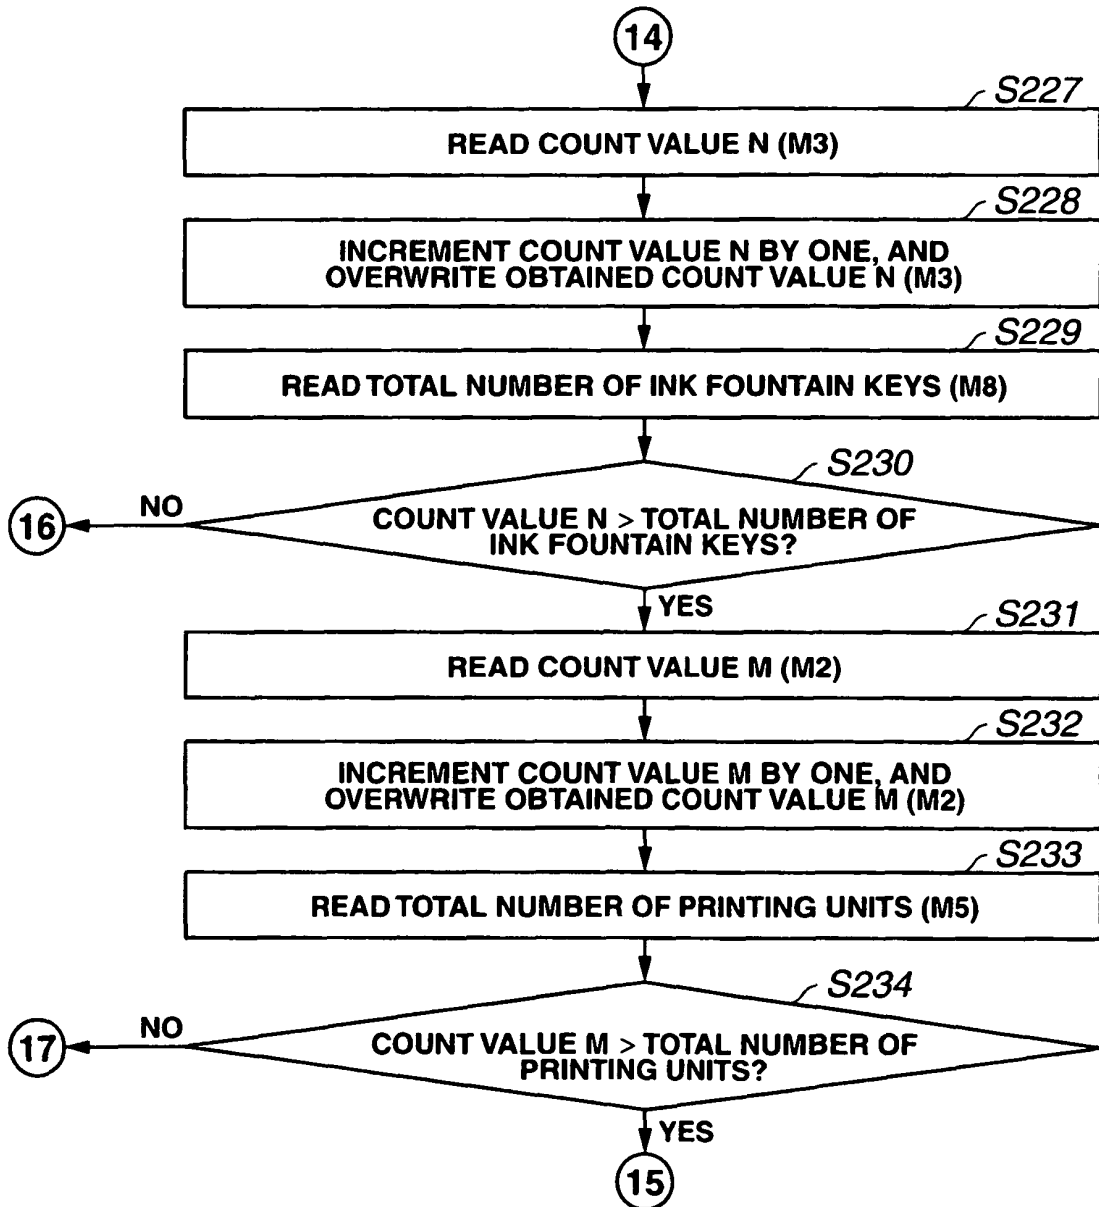 14
S227
READ COUNT VALUE N (M3)
S228
INCREMENT COUNT VALUE N BY ONE, AND
OVERWRITE OBTAINED COUNT VALUE N (M3)
S229
READ TOTAL NUMBER OF INK FOUNTAIN KEYS (M8)
S230
NO
16
COUNT VALUE N > TOTAL NUMBER OF
INK FOUNTAIN KEYS?
YES
S231
READ COUNT VALUE M (M2)
S232
INCREMENT COUNT VALUE M BY ONE, AND
OVERWRITE OBTAINED COUNT VALUE M (M2)
S233
READ TOTAL NUMBER OF PRINTING UNITS (M5)
S234
NO
17
COUNT VALUE M > TOTAL NUMBER OF
PRINTING UNITS?
YES
15